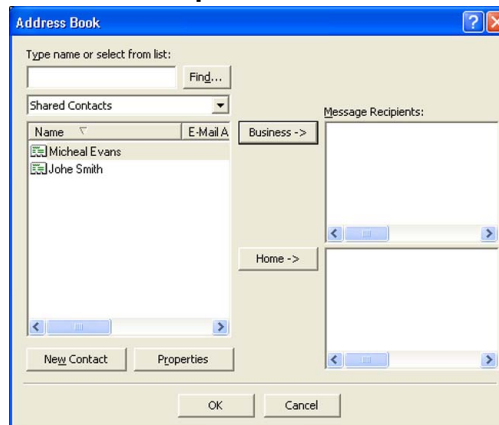 Address Book
Type name or select from list:
Find...
Shared Contacts
Name E-Mail A
Micheal Evans
Johe Smith
Business ->
Message Recipients:
Home ->
New Contact Properties
OK Cancel